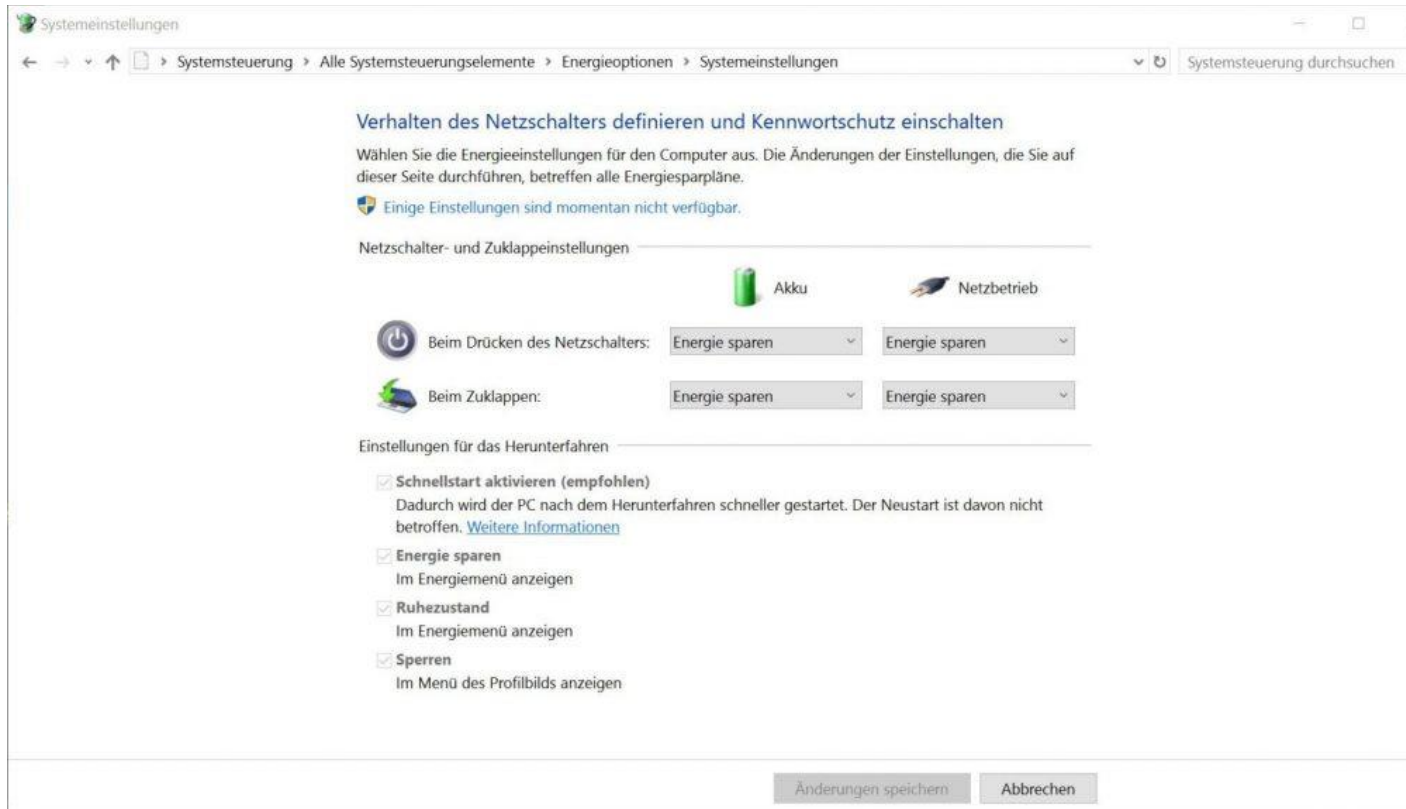 Systemeinstellungen
Systemsteuerung > Alle Systemsteuerungselemente > Energieoptionen > Systemeinstellungen
Systemsteuerung durchsuchen
Verhalten des Netzschalters definieren und Kennwortschutz einschalten
Wählen Sie die Energieeinstellungen für den Computer aus. Die Änderungen der Einstellungen, die Sie auf
dieser Seite durchführen, betreffen alle Energiesparpläne.
Einige Einstellungen sind momentan nicht verfügbar.
Netzschalter- und Zuklappeinstellungen
Akku Netzbetrieb
Beim Drücken des Netzschalters: Energie sparen Energie sparen
Beim Zuklappen: Energie sparen Energie sparen
Einstellungen für das Herunterfahren
Schnellstart aktivieren (empfohlen)
Dadurch wird der PC nach dem Herunterfahren schneller gestartet. Der Neustart ist davon nicht
betroffen. Weitere Informationen
Energie sparen
Im Energiemenü anzeigen
Ruhezustand
Im Energiemenü anzeigen
Sperren
Im Menü des Profilbilds anzeigen
Änderungen speichern Abbrechen